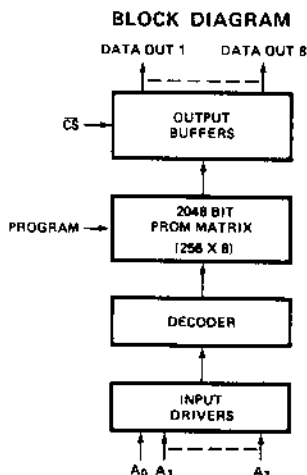 BLOCK DIAGRAM
DATA OUT 1 DATA OUT 8
CS
OUTPUT
BUFFERS
PROGRAM
2048 BIT
PROM MATRIX
(256 X 8)
DECODER
INPUT
DRIVERS
A0 A1 A7